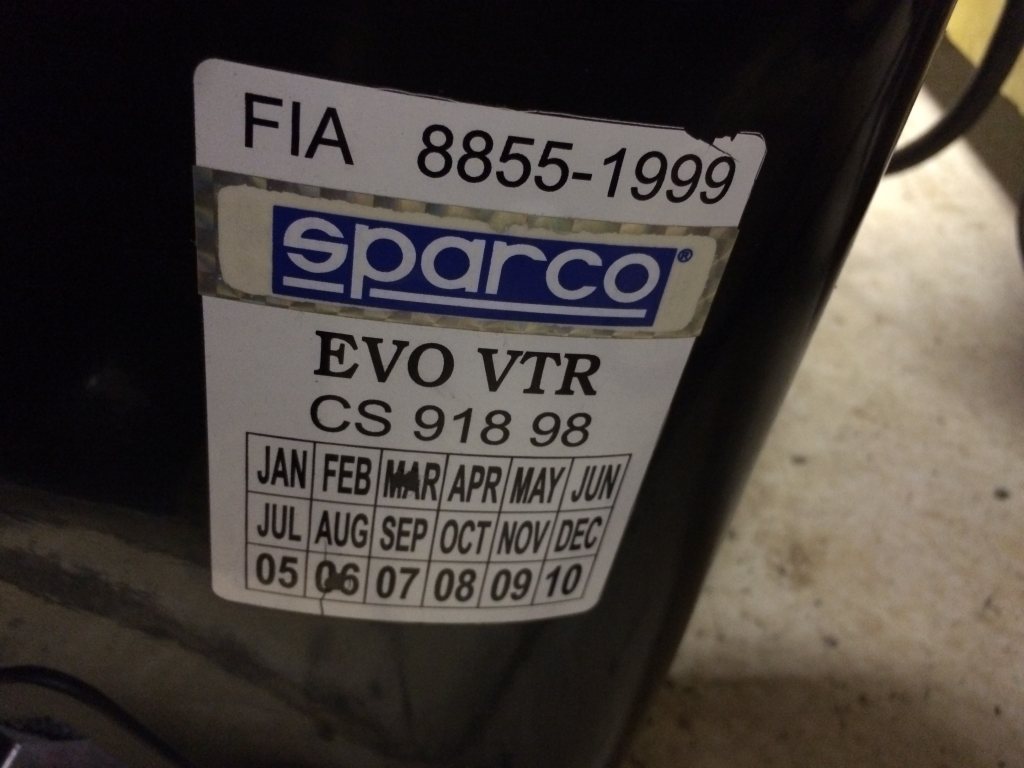 FIA 8855-1999
sparco®
EVO VTR
CS 918 98
JAN FEB MAR APR MAY JUN
JUL AUG SEP OCT NOV DEC
05 06 07 08 09 10